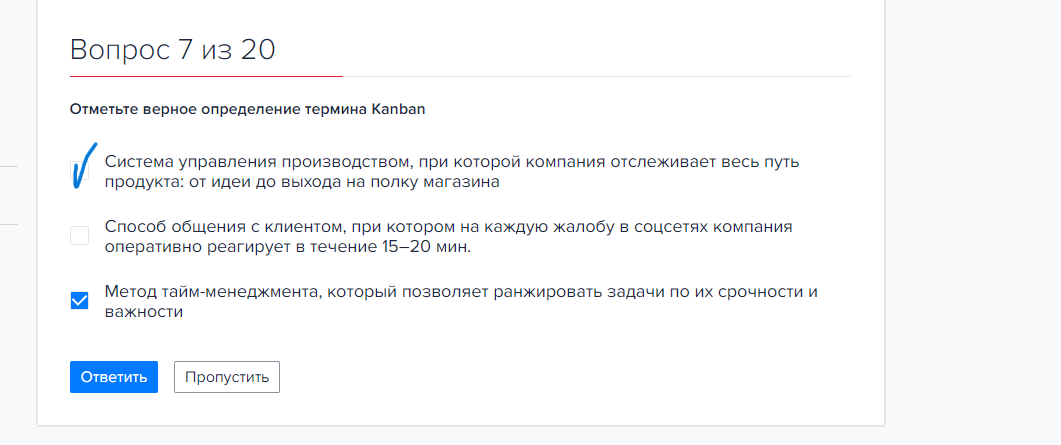 Вопрос 7 из 20
Отметьте верное определение термина Kanban
Система управления производством, при которой компания отслеживает весь путь
продукта: от идеи до выхода на полку магазина
Способ общения с клиентом, при котором на каждую жалобу в соцсетях компания
оперативно реагирует в течение 15–20 мин.
Метод тайм-менеджмента, который позволяет ранжировать задачи по их срочности и
важности
Ответить Пропустить